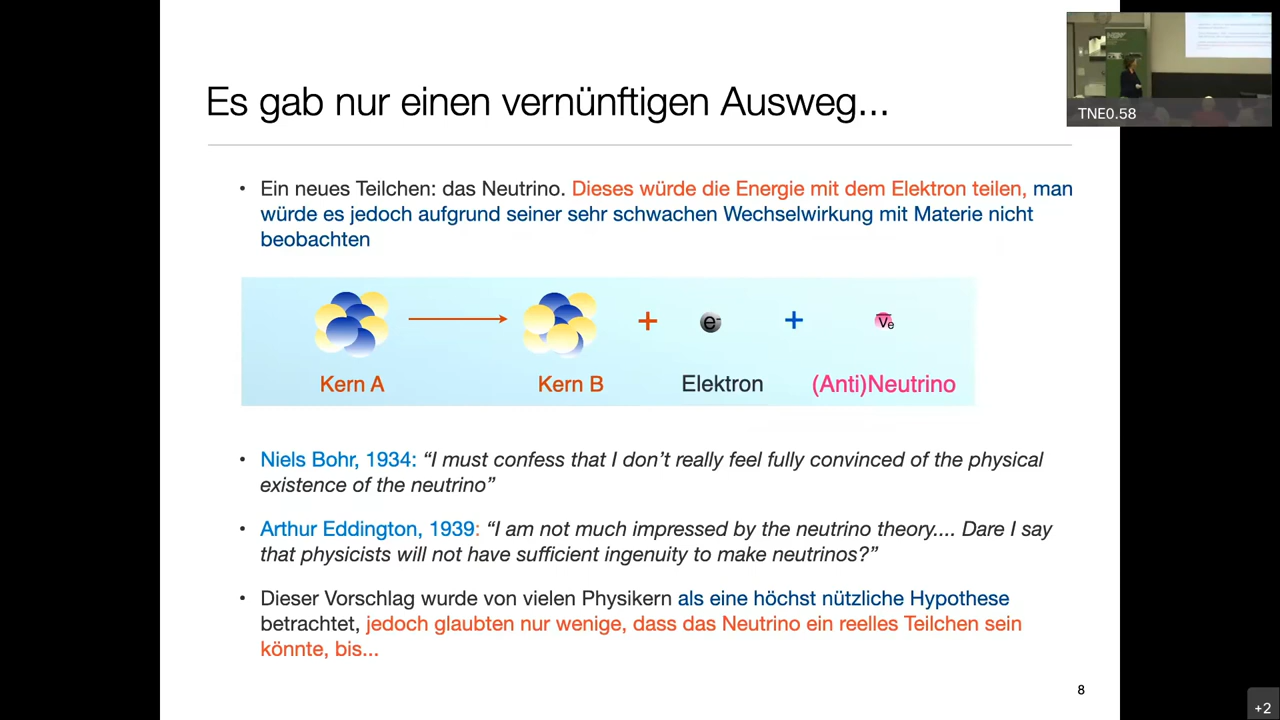 Es gab nur einen vernünftigen Ausweg...
TNE0.58
• Ein neues Teilchen: das Neutrino. Dieses würde die Energie mit dem Elektron teilen, man
würde es jedoch aufgrund seiner sehr schwachen Wechselwirkung mit Materie nicht
beobachten
+ e- + v̅e
Kern A Kern B Elektron (Anti)Neutrino
• Niels Bohr, 1934: “I must confess that I don’t really feel fully convinced of the physical
existence of the neutrino”
• Arthur Eddington, 1939: “I am not much impressed by the neutrino theory.... Dare I say
that physicists will not have sufficient ingenuity to make neutrinos?”
• Dieser Vorschlag wurde von vielen Physikern als eine höchst nützliche Hypothese
betrachtet, jedoch glaubten nur wenige, dass das Neutrino ein reelles Teilchen sein
könnte, bis...
8
+2